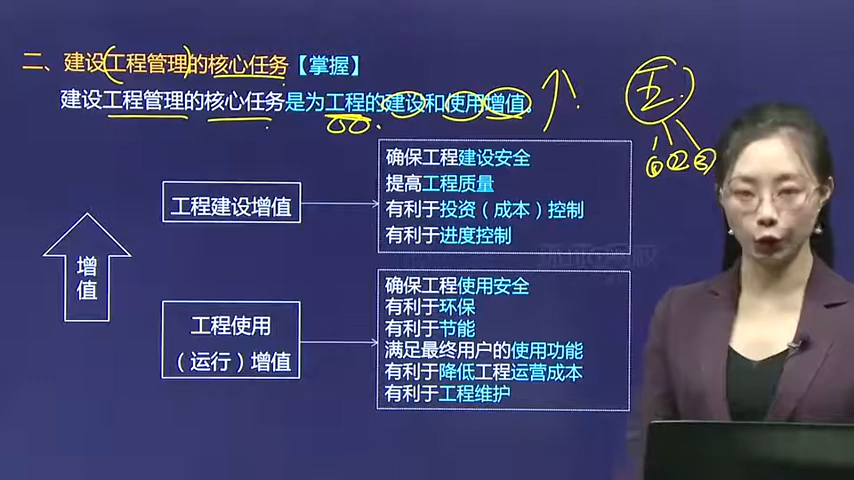 二、建设工程管理的核心任务【掌握】
建设工程管理的核心任务是为工程的建设和使用增值。
五
① ② ③
确保工程建设安全
提高工程质量
有利于投资（成本）控制
有利于进度控制
工程建设增值
增值
确保工程使用安全
有利于环保
有利于节能
满足最终用户的使用功能
有利于降低工程运营成本
有利于工程维护
工程使用
（运行）增值